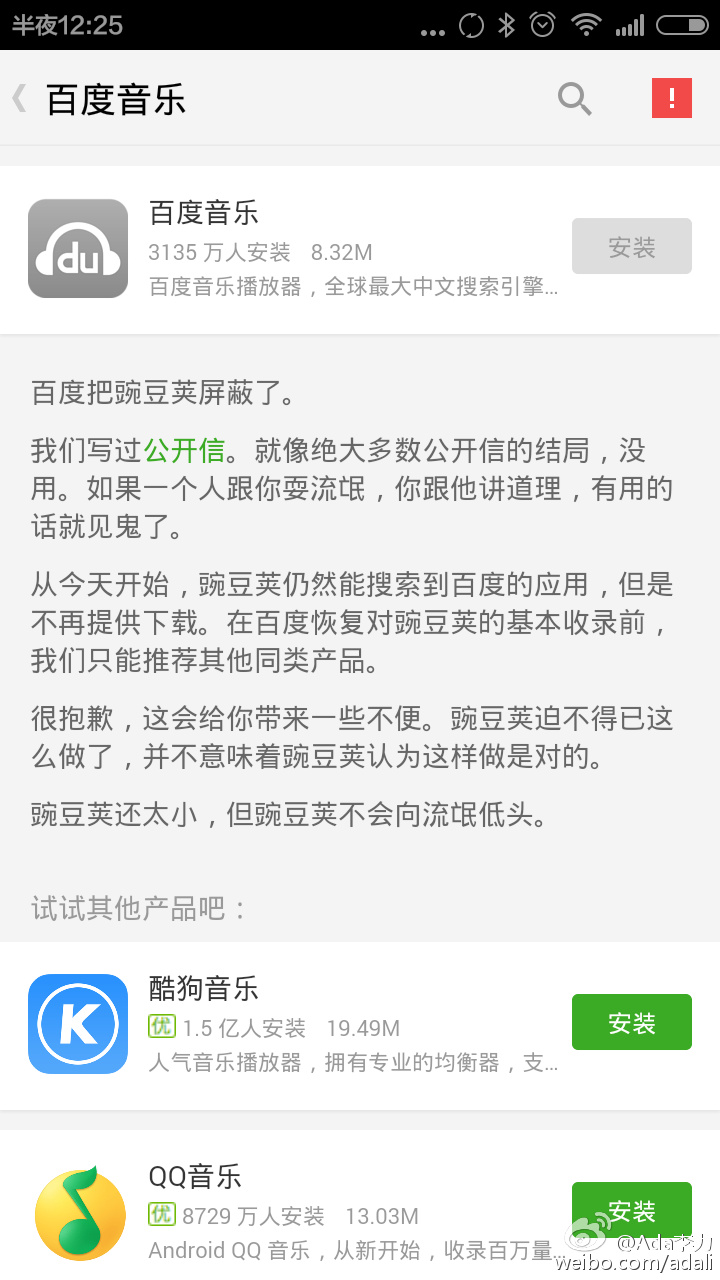 半夜12:25
百度音乐
!
百度音乐
3135 万人安装 8.32M
安装
百度音乐播放器，全球最大中文搜索引擎...
du
百度把豌豆荚屏蔽了。
我们写过公开信。就像绝大多数公开信的结局，没
用。如果一个人跟你耍流氓，你跟他讲道理，有用的
话就见鬼了。
从今天开始，豌豆荚仍然能搜索到百度的应用，但是
不再提供下载。在百度恢复对豌豆荚的基本收录前，
我们只能推荐其他同类产品。
很抱歉，这会给你带来一些不便。豌豆荚迫不得已这
么做了，并不意味着豌豆荚认为这样做是对的。
豌豆荚还太小，但豌豆荚不会向流氓低头。
试试其他产品吧：
K
酷狗音乐
优 1.5 亿人安装 19.49M
安装
人气音乐播放器，拥有专业的均衡器，支...
QQ音乐
优 8729 万人安装 13.03M
安装
Android QQ 音乐，从新开始，收录百万量...
@Ada李力
weibo.com/adali